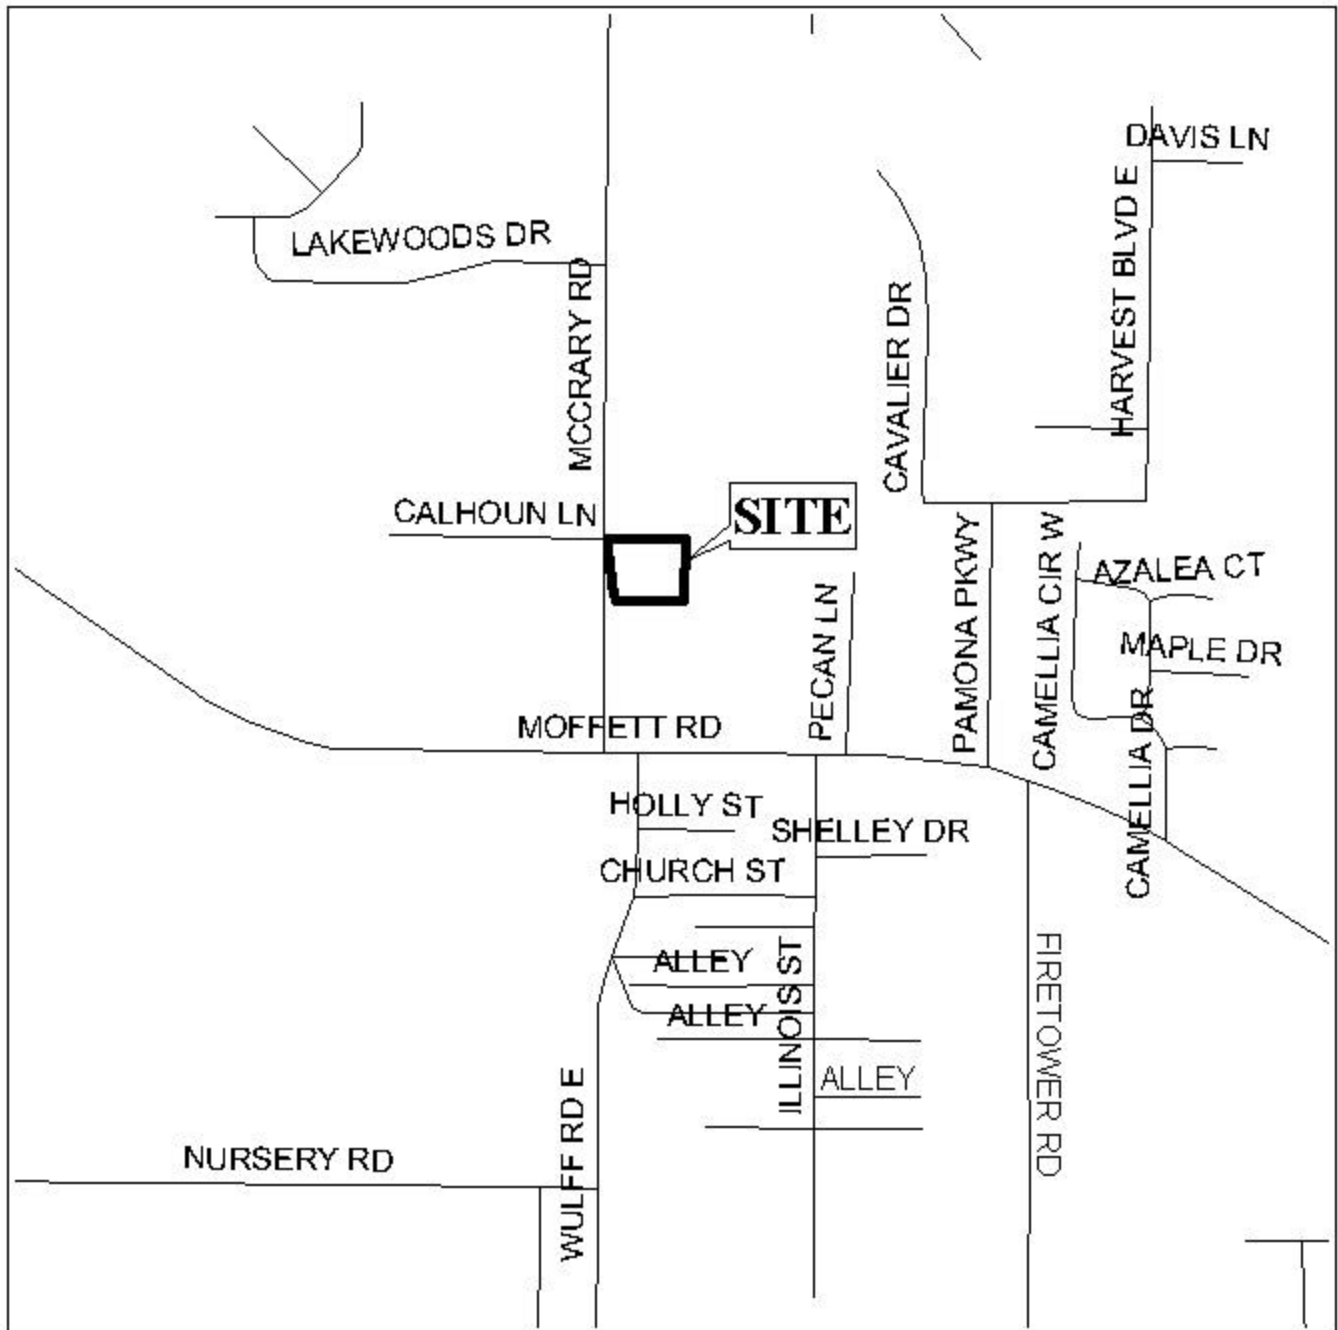 DAVIS LN
HARVEST BLVD E
LAKEWOODS DR
MCCRARY RD
CAVALIER DR
CALHOUN LN
SITE
PAMONA PKWY
CAMELLIA CIR W
AZALEA CT
PECAN LN
MAPLE DR
MOFFETT RD
CAMELLIA DR
HOLLY ST
SHELLEY DR
CHURCH ST
ALLEY
ILLINOIS ST
FIRETOWER RD
ALLEY
ALLEY
WULFF RD E
NURSERY RD